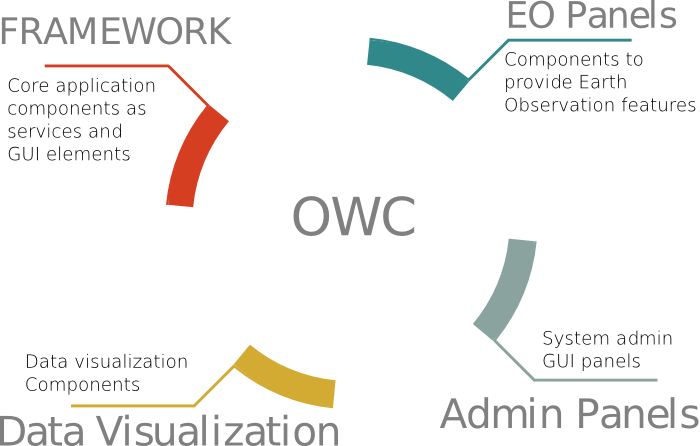 FRAMEWORK
Core application
components as
services and
GUI elements
EO Panels
Components to
provide Earth
Observation features
OWC
Data visualization
Components
Data Visualization
System admin
GUI panels
Admin Panels